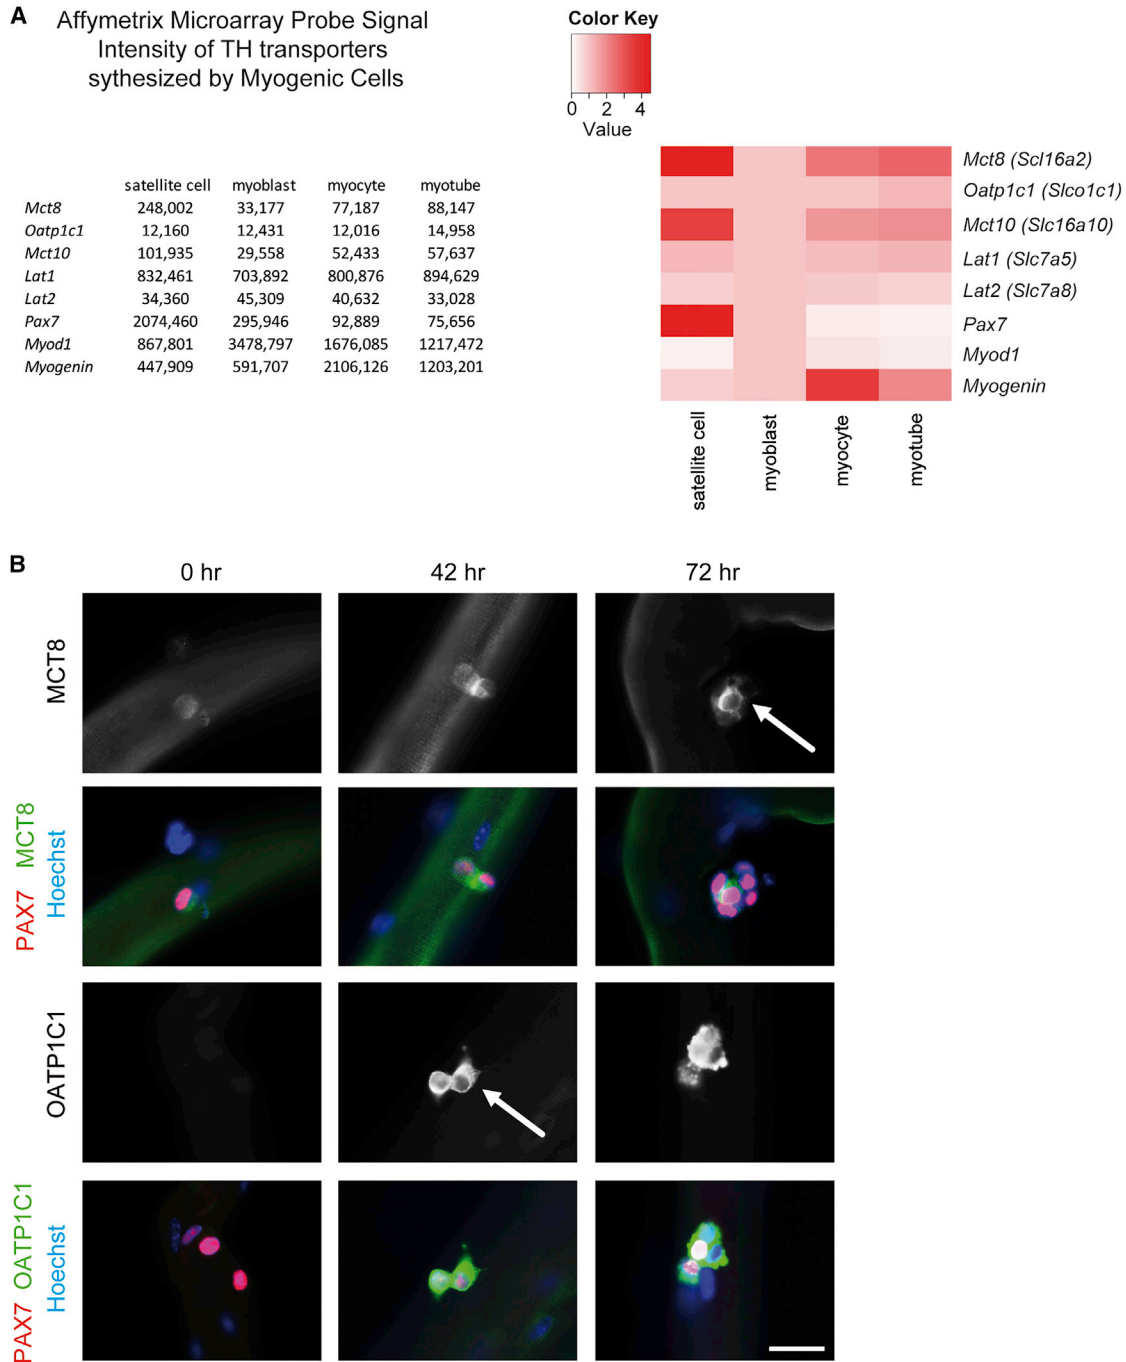 A
Affymetrix Microarray Probe Signal
Intensity of TH transporters
sythesized by Myogenic Cells
Color Key
0 2 4
Value
satellite cell myoblast myocyte myotube
Mct8 248,002 33,177 77,187 88,147
Oatp1c1 12,160 12,431 12,016 14,958
Mct10 101,935 29,558 52,433 57,637
Lat1 832,461 703,892 800,876 894,629
Lat2 34,360 45,309 40,632 33,028
Pax7 2074,460 295,946 92,889 75,656
Myod1 867,801 3478,797 1676,085 1217,472
Myogenin 447,909 591,707 2106,126 1203,201
Mct8 (Scl16a2)
Oatp1c1 (Slco1c1)
Mct10 (Slc16a10)
Lat1 (Slc7a5)
Lat2 (Slc7a8)
Pax7
Myod1
Myogenin
satellite cell
myoblast
myocyte
myotube
B
0 hr 42 hr 72 hr
MCT8
PAX7 MCT8
Hoechst
OATP1C1
PAX7 OATP1C1
Hoechst